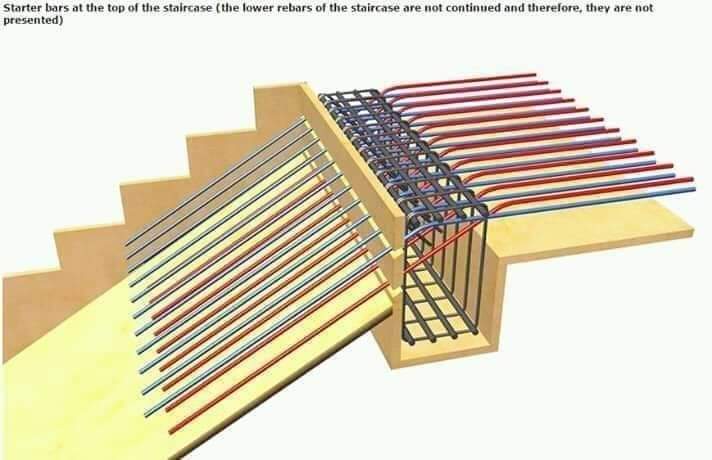 Starter bars at the top of the staircase (the lower rebars of the staircase are not continued and therefore, they are not
presented)